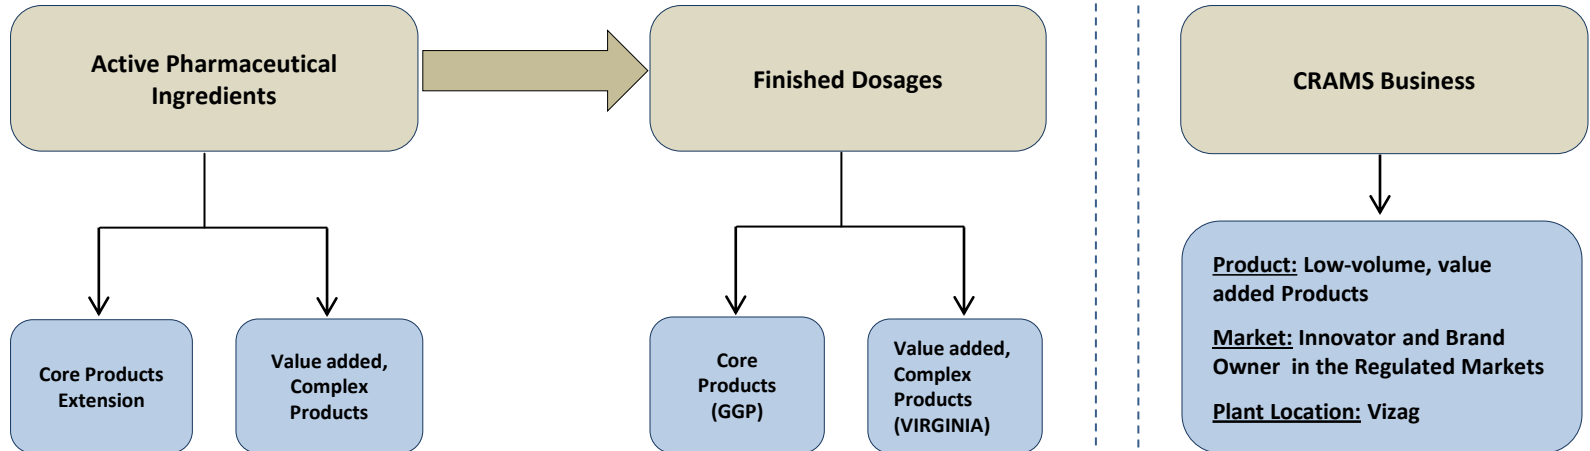 Active Pharmaceutical
Ingredients
Finished Dosages
CRAMS Business
Core Products
Extension
Value added,
Complex
Products
Core
Products
(GGP)
Value added,
Complex
Products
(VIRGINIA)
Product: Low-volume, value
added Products
Market: Innovator and Brand
Owner in the Regulated Markets
Plant Location: Vizag